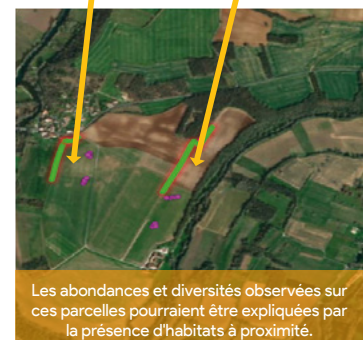 Les abondances et diversités observées sur
ces parcelles pourraient être expliquées par
la présence d'habitats à proximité.